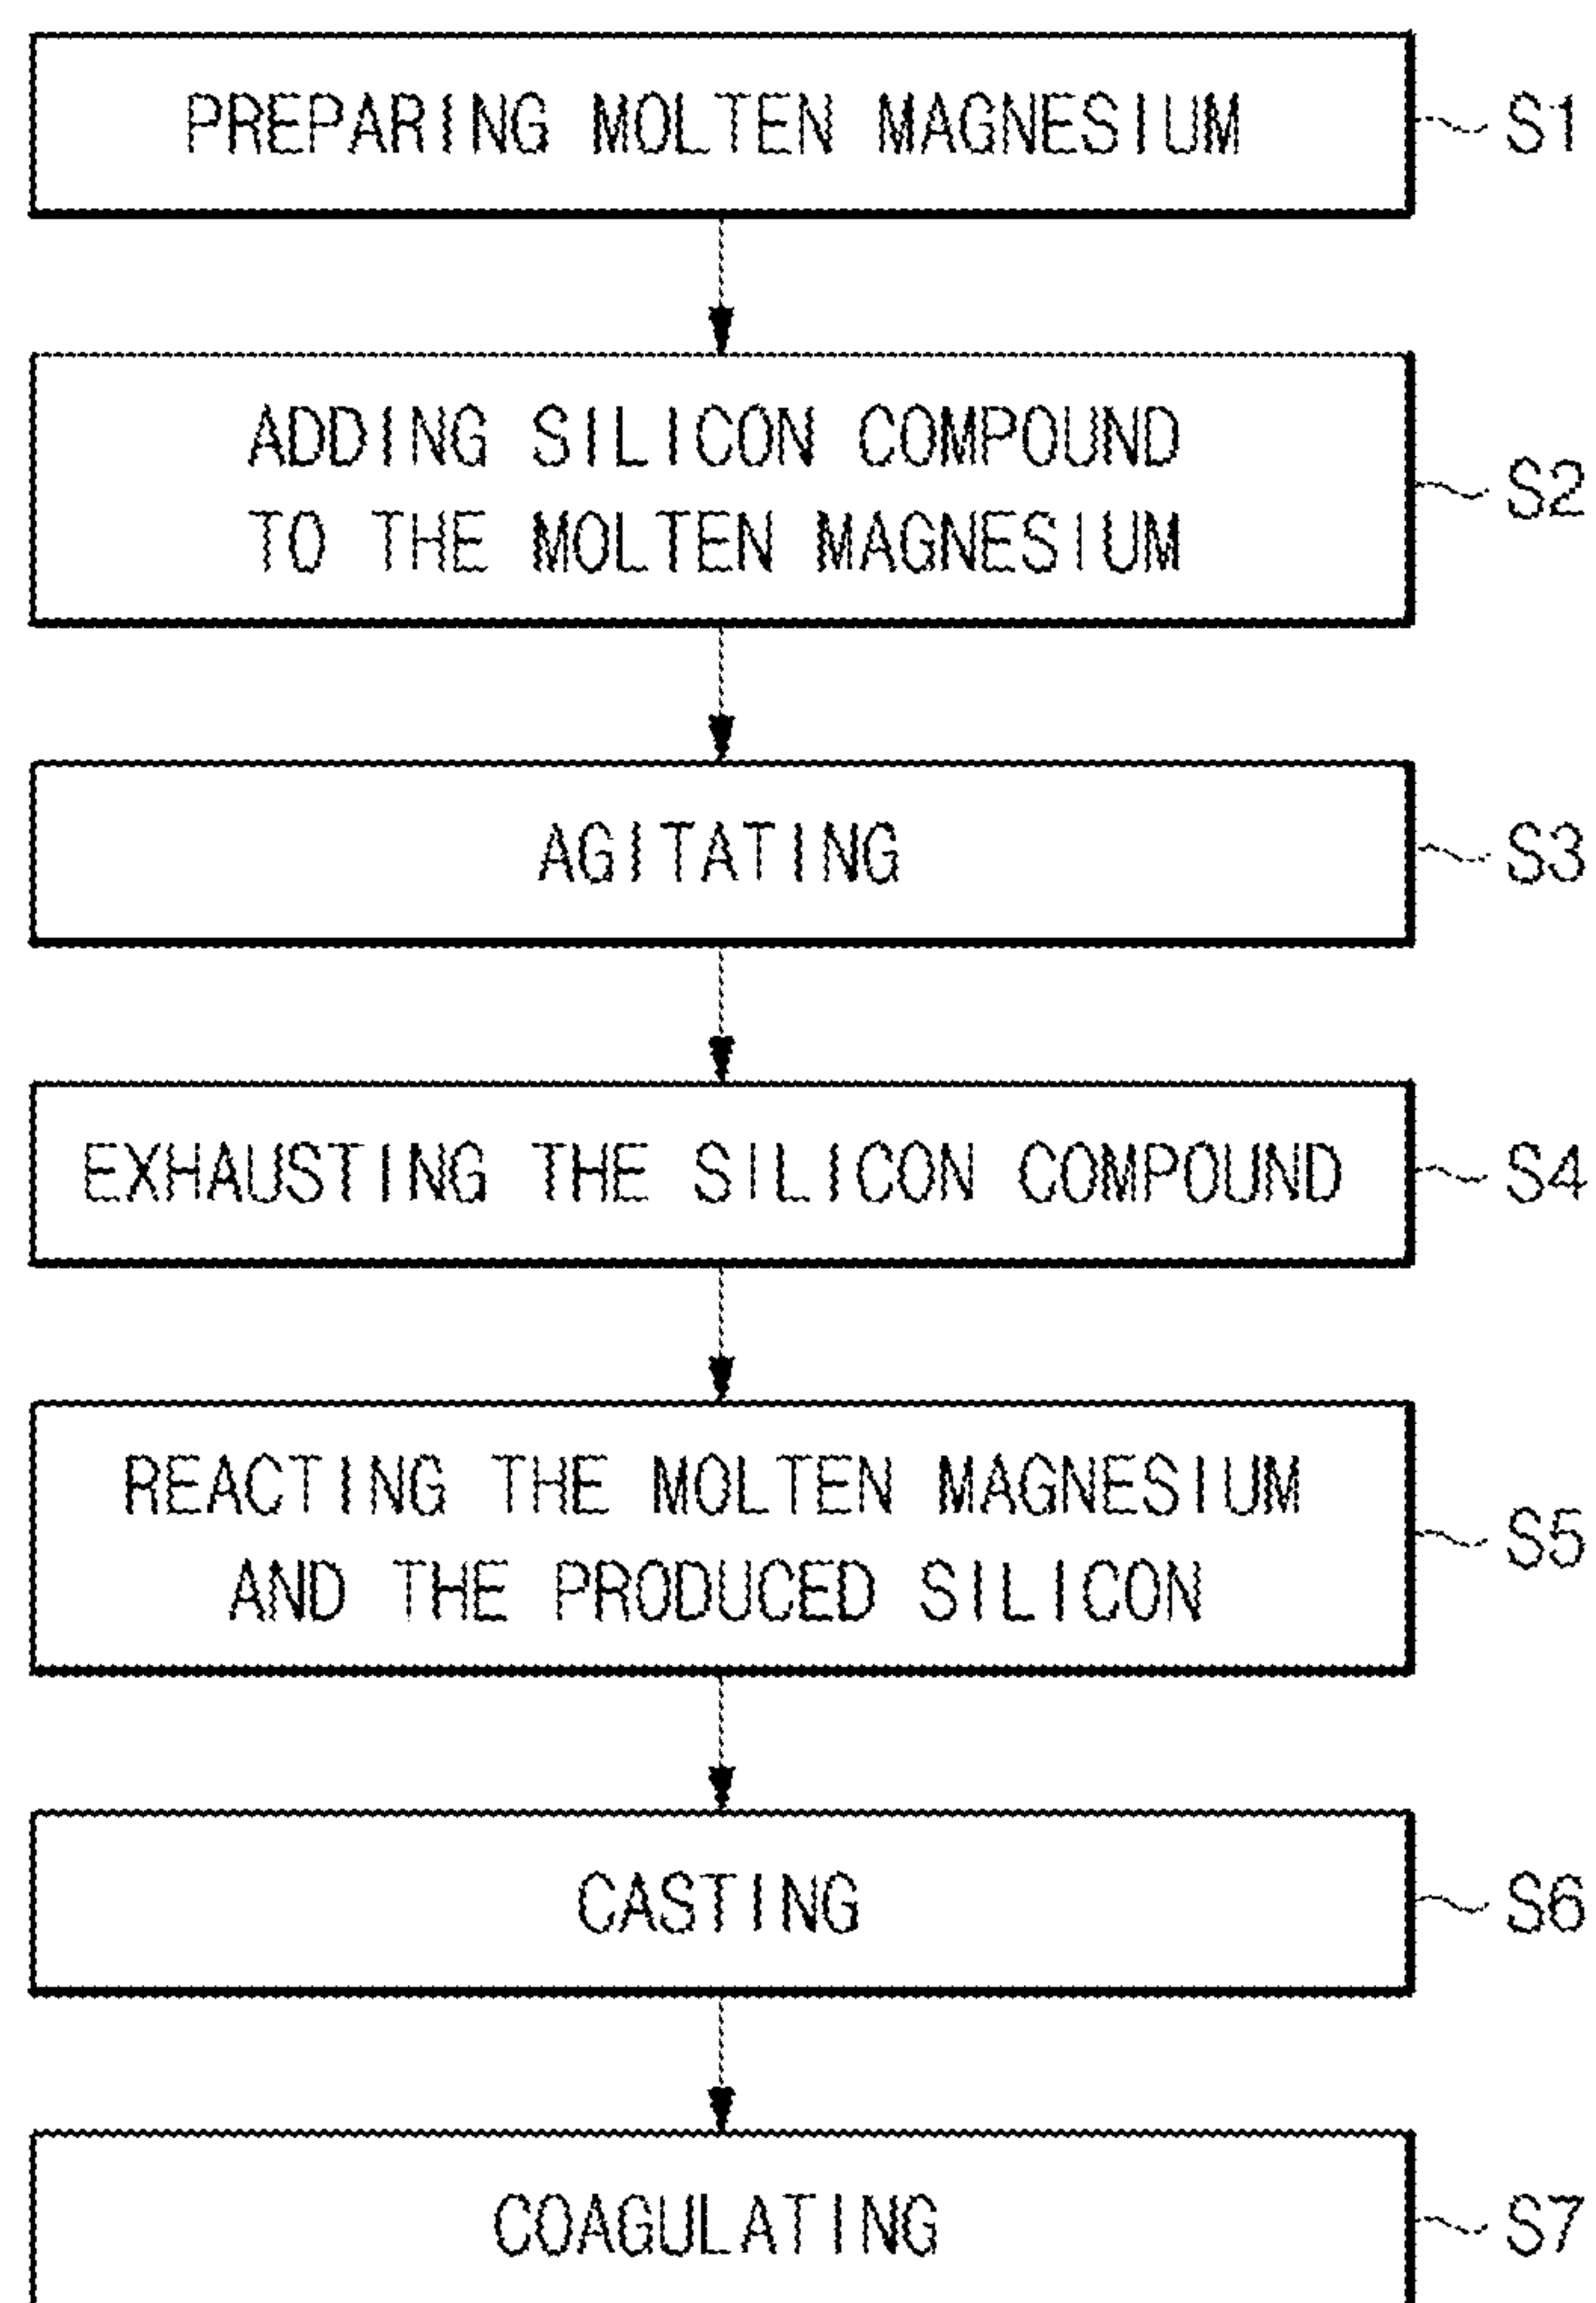 PREPARING MOLTEN MAGNESIUM S1
ADDING SILICON COMPOUND
TO THE MOLTEN MAGNESIUM S2
AGITATING S3
EXHAUSTING THE SILICON COMPOUND S4
REACTING THE MOLTEN MAGNESIUM
AND THE PRODUCED SILICON S5
CASTING S6
COAGULATING S7